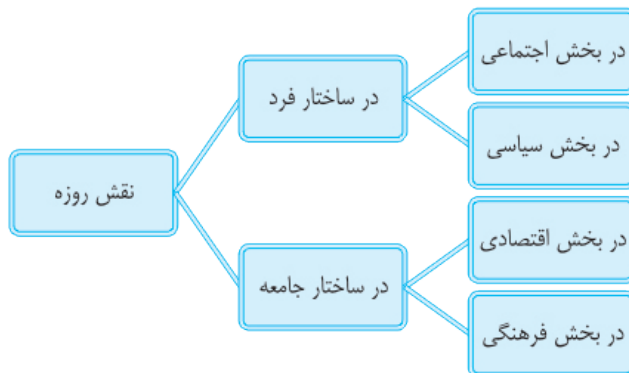 نقش روزه
در ساختار فرد
در بخش اجتماعی
در بخش سیاسی
در ساختار جامعه
در بخش اقتصادی
در بخش فرهنگی